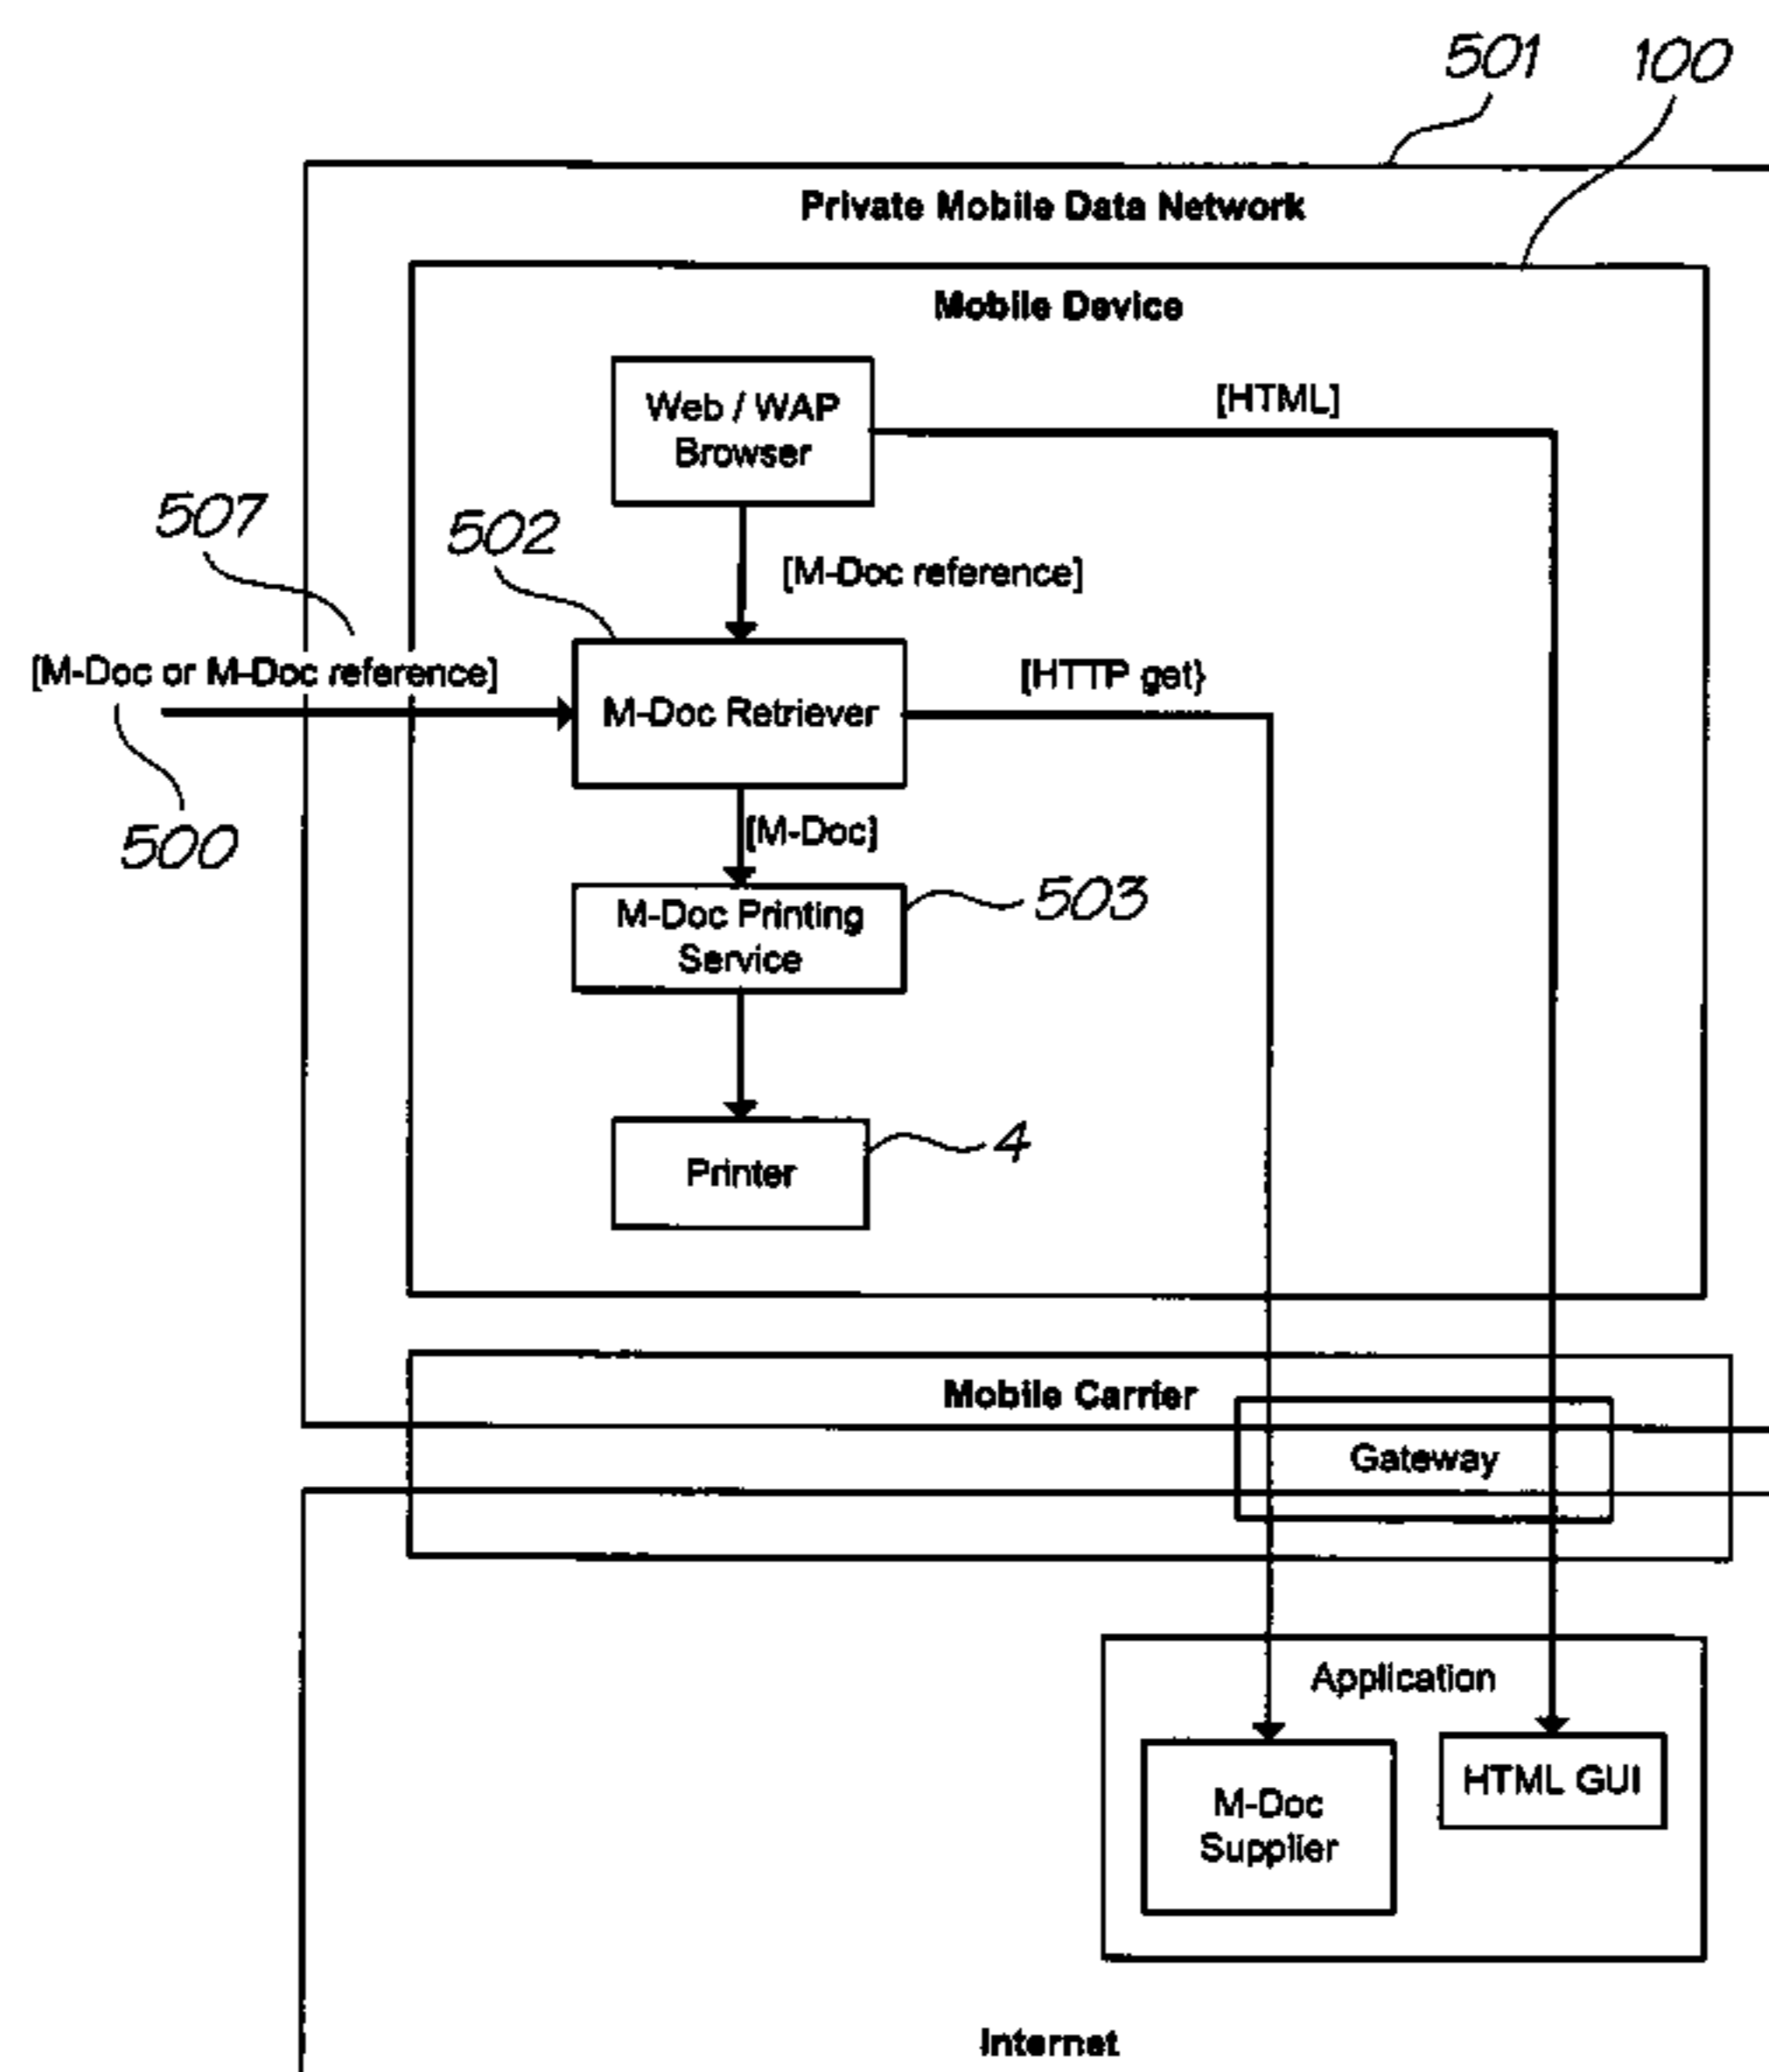 501
100
Private Mobile Data Network
Mobile Device
Web / WAP
Browser
[HTML]
507
502
[M-Doc reference]
[M-Doc or M-Doc reference]
M-Doc Retriever
[HTTP get}
500
[M-Doc]
M-Doc Printing
Service
503
Printer
4
Mobile Carrier
Gateway
Application
M-Doc
Supplier
HTML GUI
Internet